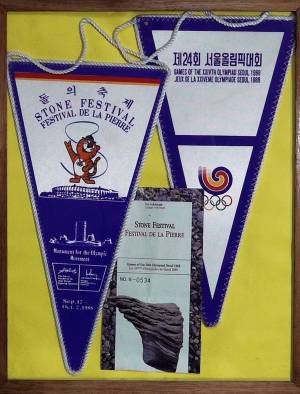 돌의축제
STONE FESTIVAL
FESTIVAL DE LA PIERRE
Monument for the Olympic
Movement
Sep. 17
Oct. 2, 1988
제24회 서울올림픽대회
GAMES OF THE XXIVTH OLYMPIAD SEOUL 1988
JEUX DE LA XXIVEME OLYMPIADE SEOUL 1988
STONE FESTIVAL
FESTIVAL DE LA PIERRE
NO. A-0534